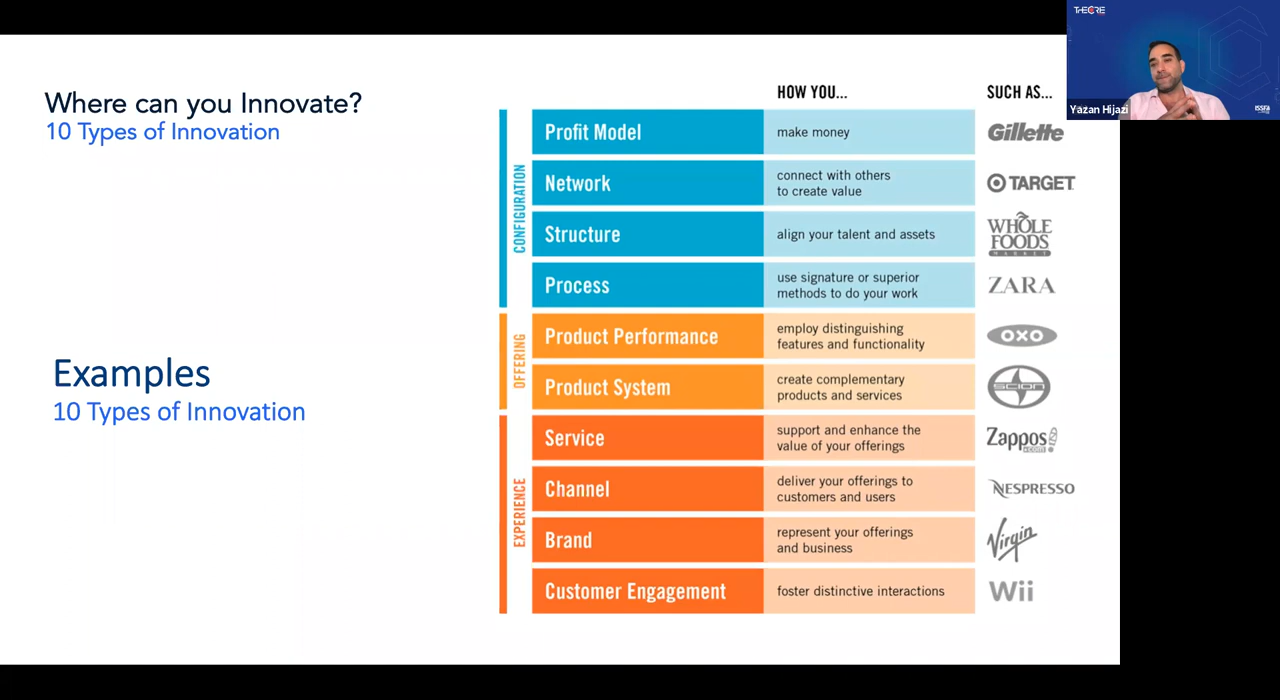 Where can you Innovate?
10 Types of Innovation
Examples
10 Types of Innovation
HOW YOU...
SUCH AS...
CONFIGURATION
Profit Model
make money
Gillette
Network
connect with others
to create value
TARGET
Structure
align your talent and assets
WHOLE
FOODS
MARKET
Process
use signature or superior
methods to do your work
ZARA
OFFERING
Product Performance
employ distinguishing
features and functionality
OXO
Product System
create complementary
products and services
SCION
EXPERIENCE
Service
support and enhance the
value of your offerings
Zappos
.com
Channel
deliver your offerings to
customers and users
NESPRESSO
Brand
represent your offerings
and business
Virgin
Customer Engagement
foster distinctive interactions
Wii
THECORE
Yazan Hijazi
ISSFA